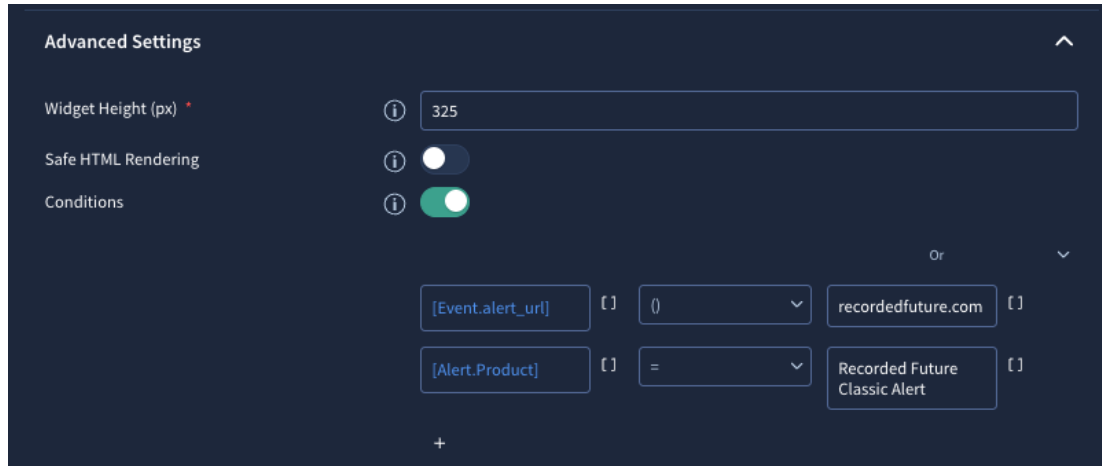 Advanced Settings
Widget Height (px) * 325
Safe HTML Rendering
Conditions
Or
[Event.alert_url] [] () recordedfuture.com []
[Alert.Product] [] = Recorded Future
Classic Alert []
+